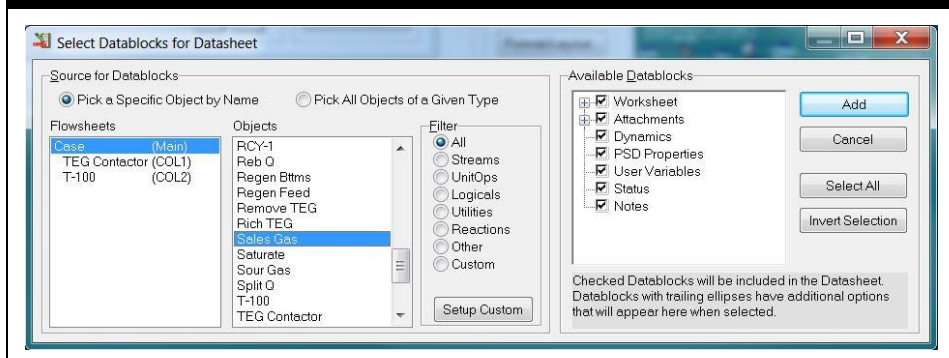 Select Datablocks for Datasheet
Source for Datablocks
Pick a Specific Object by Name
Pick All Objects of a Given Type
Flowsheets
Case (Main)
TEG Contactor (COL1)
T-100 (COL2)
Objects
RCY-1
Reb Q
Regen Bttms
Regen Feed
Remove TEG
Rich TEG
Sales Gas
Saturate
Sour Gas
Split Q
T-100
TEG Contactor
Filter
All
Streams
UnitOps
Logicals
Utilities
Reactions
Other
Custom
Setup Custom
Available Datablocks
Worksheet
Attachments
Dynamics
PSD Properties
User Variables
Status
Notes
Add
Cancel
Select All
Invert Selection
Checked Datablocks will be included in the Datasheet.
Datablocks with trailing ellipses have additional options
that will appear here when selected.